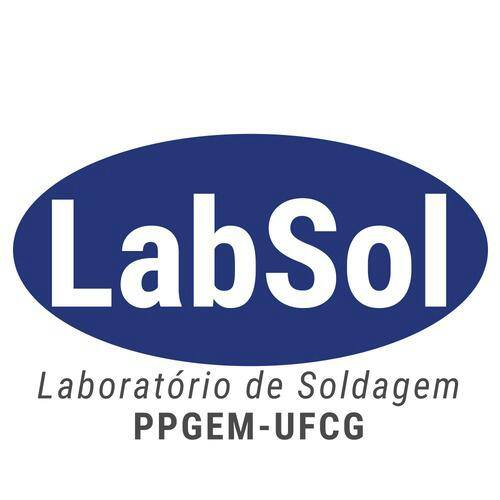 LabSol
Laboratório de Soldagem
PPGEM-UFCG